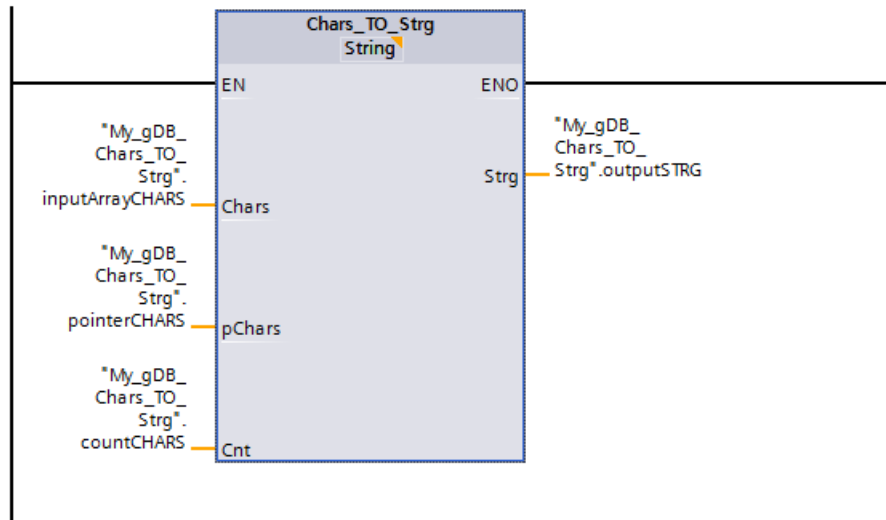 Chars_TO_Strg
String
EN
ENO
"My_gDB_
Chars_TO_
Strg".
inputArrayCHARS
Chars
Strg
"My_gDB_
Chars_TO_
Strg".outputSTRG
"My_gDB_
Chars_TO_
Strg".
pointerCHARS
pChars
"My_gDB_
Chars_TO_
Strg".
countCHARS
Cnt